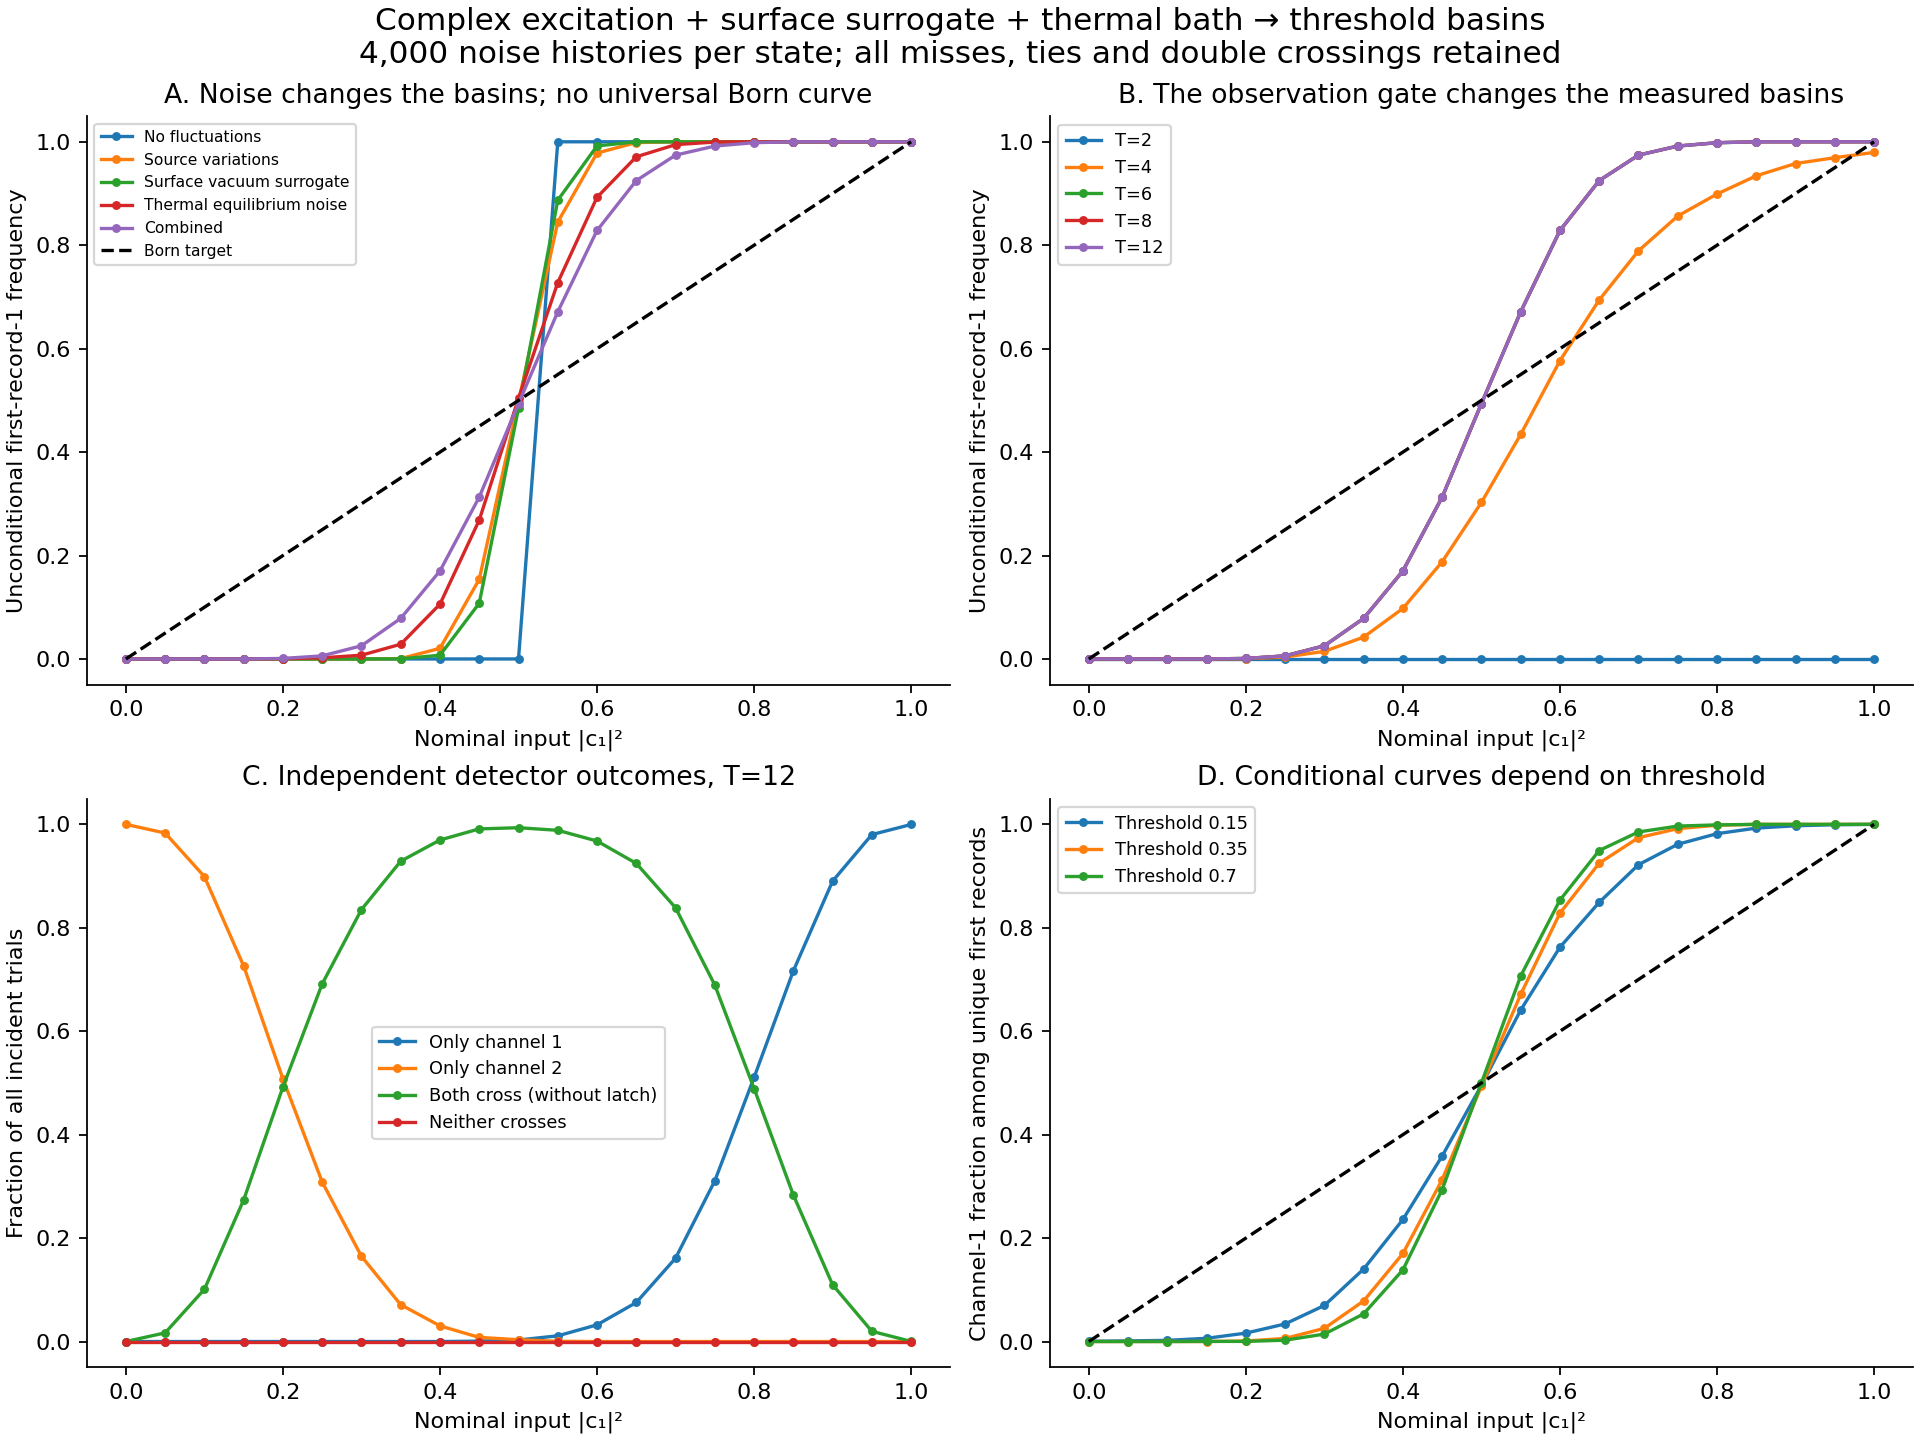 Complex excitation + surface surrogate + thermal bath → threshold basins
4,000 noise histories per state; all misses, ties and double crossings retained
A. Noise changes the basins; no universal Born curve
Unconditional first-record-1 frequency
1.0
0.8
0.6
0.4
0.2
0.0
No fluctuations
Source variations
Surface vacuum surrogate
Thermal equilibrium noise
Combined
Born target
0.0 0.2 0.4 0.6 0.8 1.0
Nominal input |c₁|²
B. The observation gate changes the measured basins
Unconditional first-record-1 frequency
1.0
0.8
0.6
0.4
0.2
0.0
T=2
T=4
T=6
T=8
T=12
0.0 0.2 0.4 0.6 0.8 1.0
Nominal input |c₁|²
C. Independent detector outcomes, T=12
Fraction of all incident trials
1.0
0.8
0.6
0.4
0.2
0.0
Only channel 1
Only channel 2
Both cross (without latch)
Neither crosses
0.0 0.2 0.4 0.6 0.8 1.0
Nominal input |c₁|²
D. Conditional curves depend on threshold
Channel-1 fraction among unique first records
1.0
0.8
0.6
0.4
0.2
0.0
Threshold 0.15
Threshold 0.35
Threshold 0.7
0.0 0.2 0.4 0.6 0.8 1.0
Nominal input |c₁|²